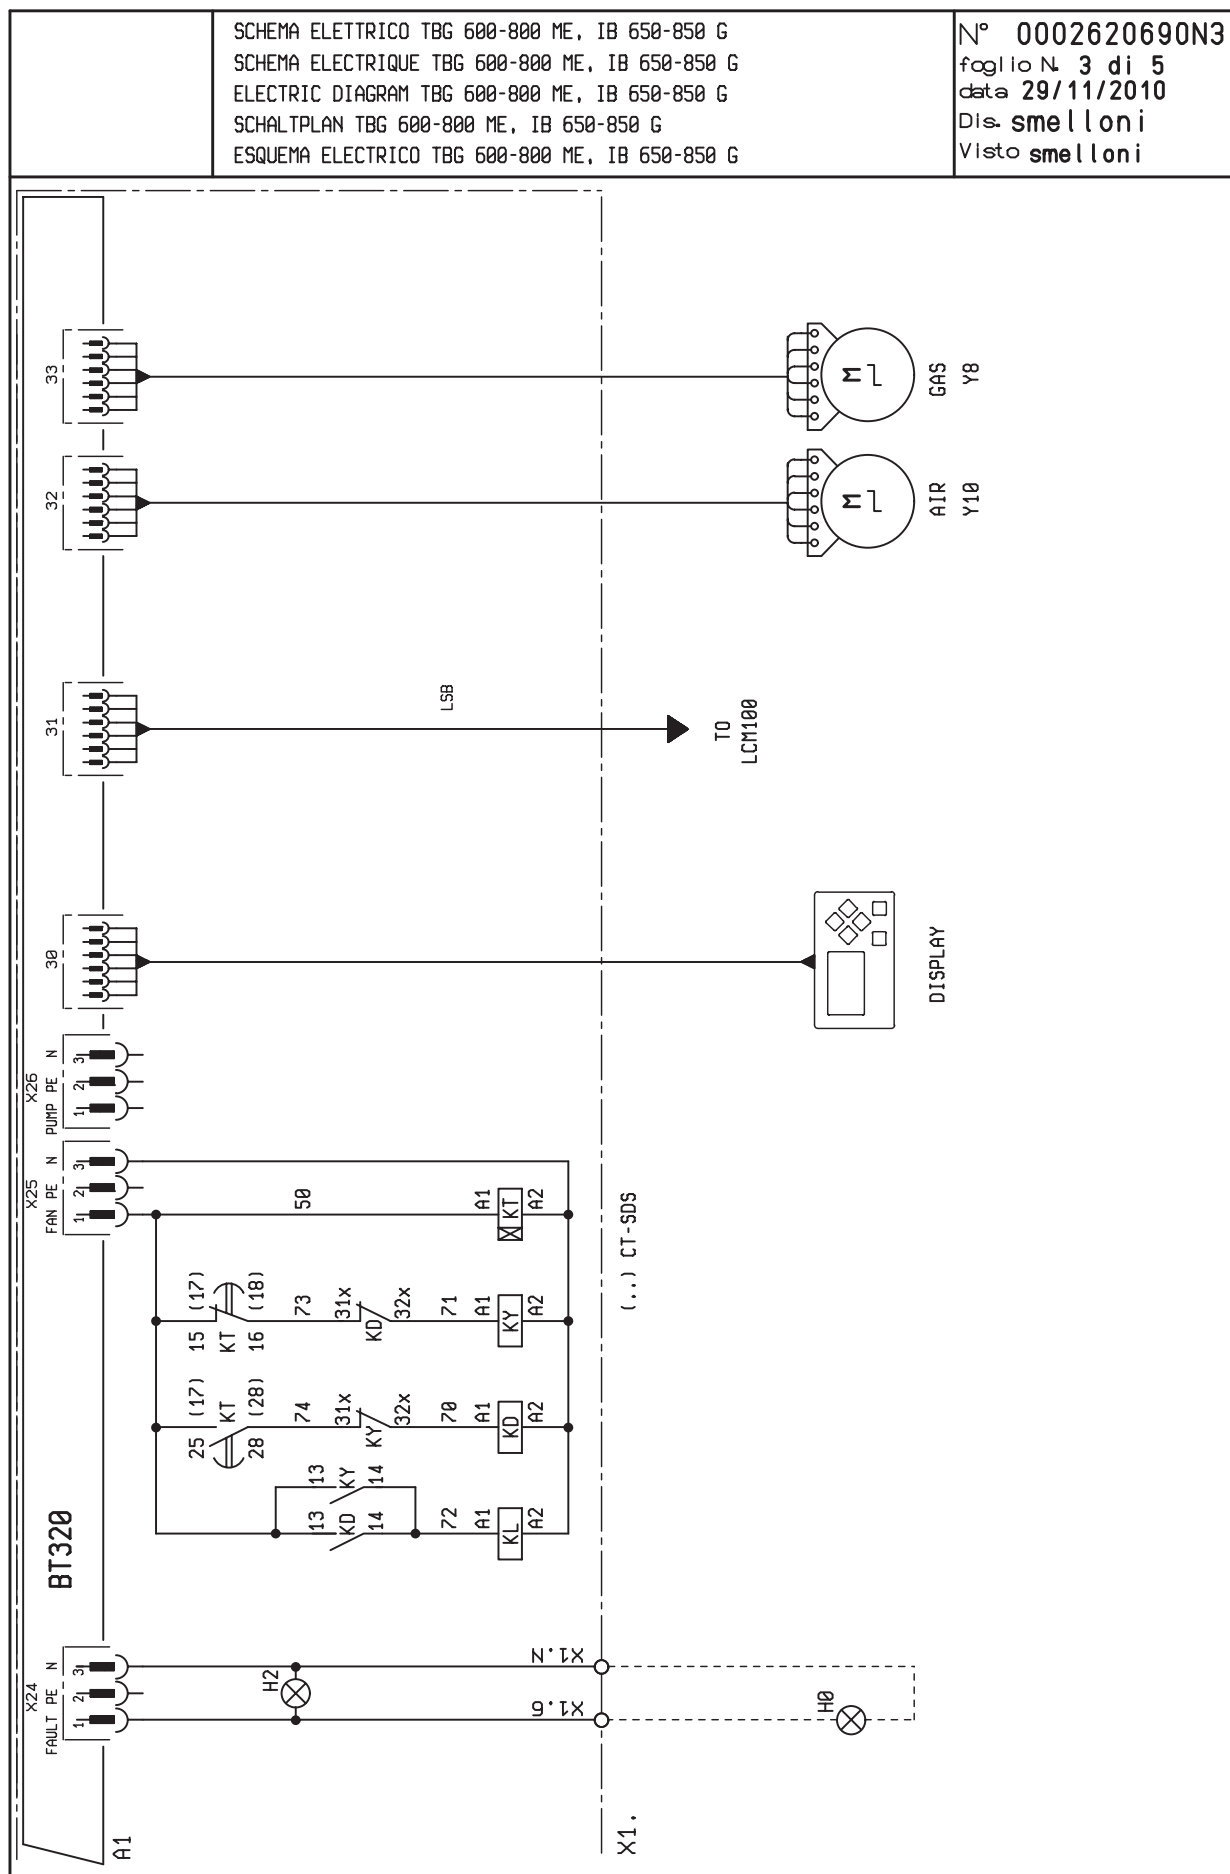 SCHEMA ELETTRICO TBG 600-800 ME, IB 650-850 G
SCHEMA ELECTRIQUE TBG 600-800 ME, IB 650-850 G
ELECTRIC DIAGRAM TBG 600-800 ME, IB 650-850 G
SCHALTPLAN TBG 600-800 ME, IB 650-850 G
ESQUEMA ELECTRICO TBG 600-800 ME, IB 650-850 G
N° 0002620690N3
foglio N. 3 di 5
data 29/11/2010
Dis. smelloni
Visto smelloni
33
M
GAS
Y8
32
M
AIR
Y10
31
LSB
TO
LCM100
30
DISPLAY
X26
PUMP PE N
1 2 3
X25
FAN PE N
1 2 3
50
A1
KT
A2
15 (17)
KT
16 (18)
73
31x
KD
32x
71
A1
KY
A2
25 (17)
KT
28 (28)
74
31x
KY
32x
70
A1
KD
A2
13
KY
14
13
KD
14
72
A1
KL
A2
(..) CT-SDS
BT320
X24
FAULT PE N
1 2 3
H2
X1.N
X1.6
H0
A1
X1.